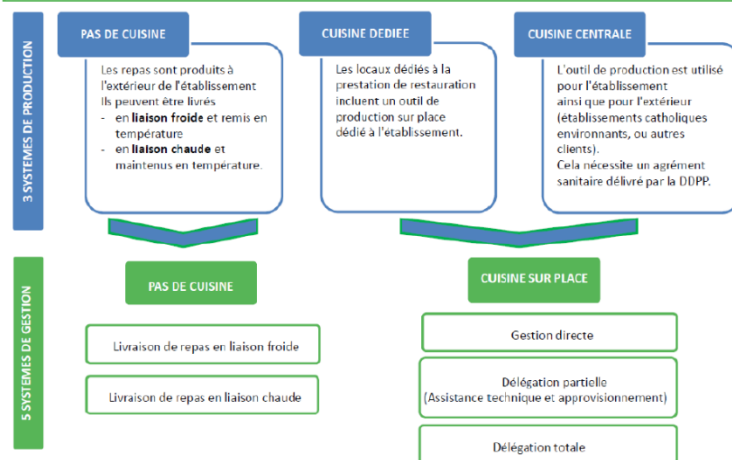 3 SYSTEMES DE PRODUCTION
PAS DE CUISINE
Les repas sont produits à
l'extérieur de l'établissement
Ils peuvent être livrés
- en liaison froide et remis en
température
- en liaison chaude et
maintenus en température.
CUISINE DEDIEE
Les locaux dédiés à la
prestation de restauration
incluent un outil de
production sur place
dédié à l'établissement.
CUISINE CENTRALE
L'outil de production est utilisé
pour l'établissement
ainsi que pour l'extérieur
(établissements catholiques
environnants, ou autres
clients).
Cela nécessite un agrément
sanitaire délivré par la DDPP.
5 SYSTEMES DE GESTION
PAS DE CUISINE
Livraison de repas en liaison froide
Livraison de repas en liaison chaude
CUISINE SUR PLACE
Gestion directe
Délégation partielle
(Assistance technique et approvisionnement)
Délégation totale